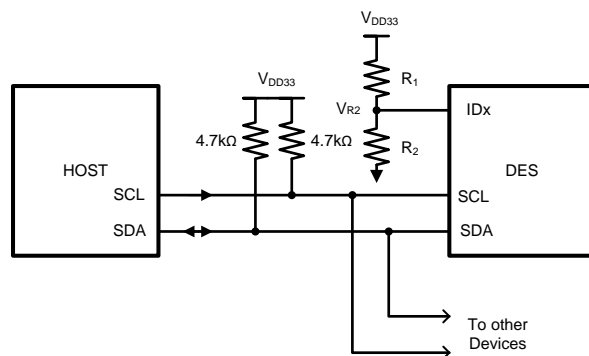 VDD33
VDD33
R1
VR2
IDx
4.7kΩ
4.7kΩ
R2
HOST
DES
SCL
SCL
SDA
SDA
To other
Devices